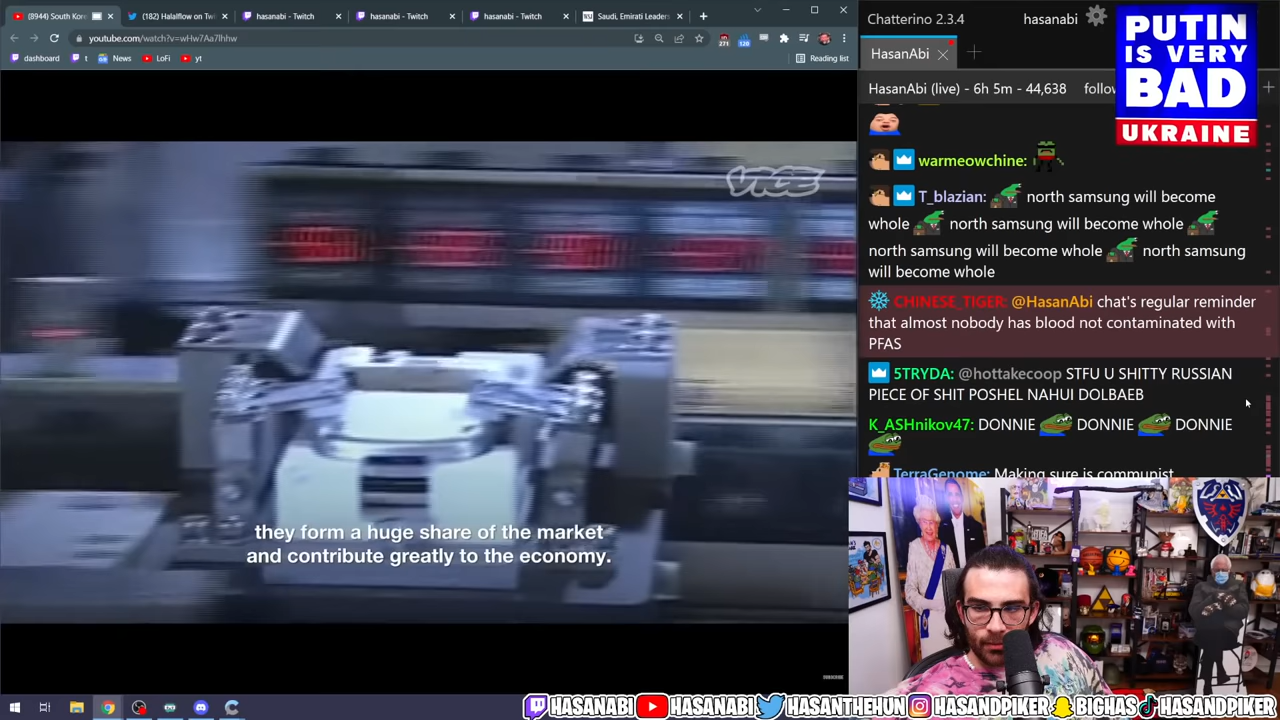 (8944) South Kore
(182) Halalflow on Tw
hasanabi - Twitch
hasanabi - Twitch
hasanabi - Twitch
Saudi, Emirati Leaders
youtube.com/watch?v=wHw7Aa7lhhw
271
120
dashboard
t
News
LoFi
yt
Reading list
VICE
they form a huge share of the market
and contribute greatly to the economy.
SUBSCRIBE
Chatterino 2.3.4
hasanabi
HasanAbi
HasanAbi (live) - 6h 5m - 44,638
follow
PUTIN
IS VERY
BAD
UKRAINE
warmeowchine:
T_blazian: north samsung will become
whole north samsung will become whole
north samsung will become whole north samsung
will become whole
CHINESE_TIGER: @HasanAbi chat's regular reminder
that almost nobody has blood not contaminated with
PFAS
5TRYDA: @hottakecoop STFU U SHITTY RUSSIAN
PIECE OF SHIT POSHEL NAHUI DOLBAEB
K_ASHnikov47: DONNIE DONNIE DONNIE
TerraGenome: Making sure is communist
HASANABI
HASANABI
HASANTHEHUN
HASANDPIKER
BIGHAS
HASANDPIKER